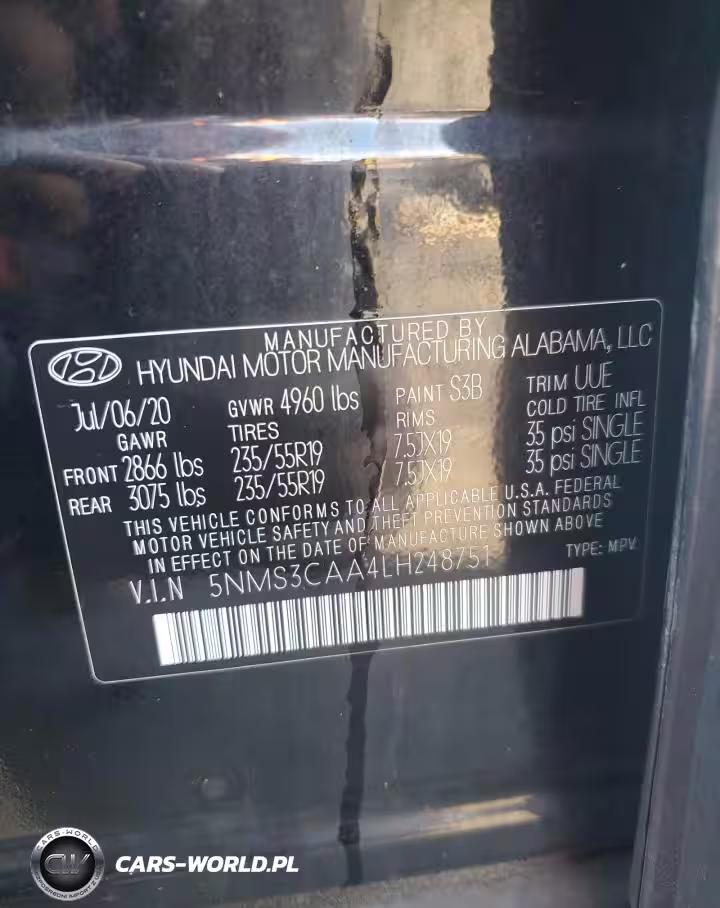 MANUFACTURED BY
HYUNDAI MOTOR MANUFACTURING ALABAMA, LLC
Jul/06/20 GVWR 4960 lbs PAINT S3B TRIM UUE
GAWR TIRES RIMS COLD TIRE INFL
FRONT 2866 lbs 235/55R19 7.5JX19 35 psi SINGLE
REAR 3075 lbs 235/55R19 7.5JX19 35 psi SINGLE
THIS VEHICLE CONFORMS TO ALL APPLICABLE U.S.A. FEDERAL
MOTOR VEHICLE SAFETY AND THEFT PREVENTION STANDARDS
IN EFFECT ON THE DATE OF MANUFACTURE SHOWN ABOVE
V.I.N 5NMS3CAA4LH248751 TYPE: MPV
CARS-WORLD
CW
CARS-WORLD.PL